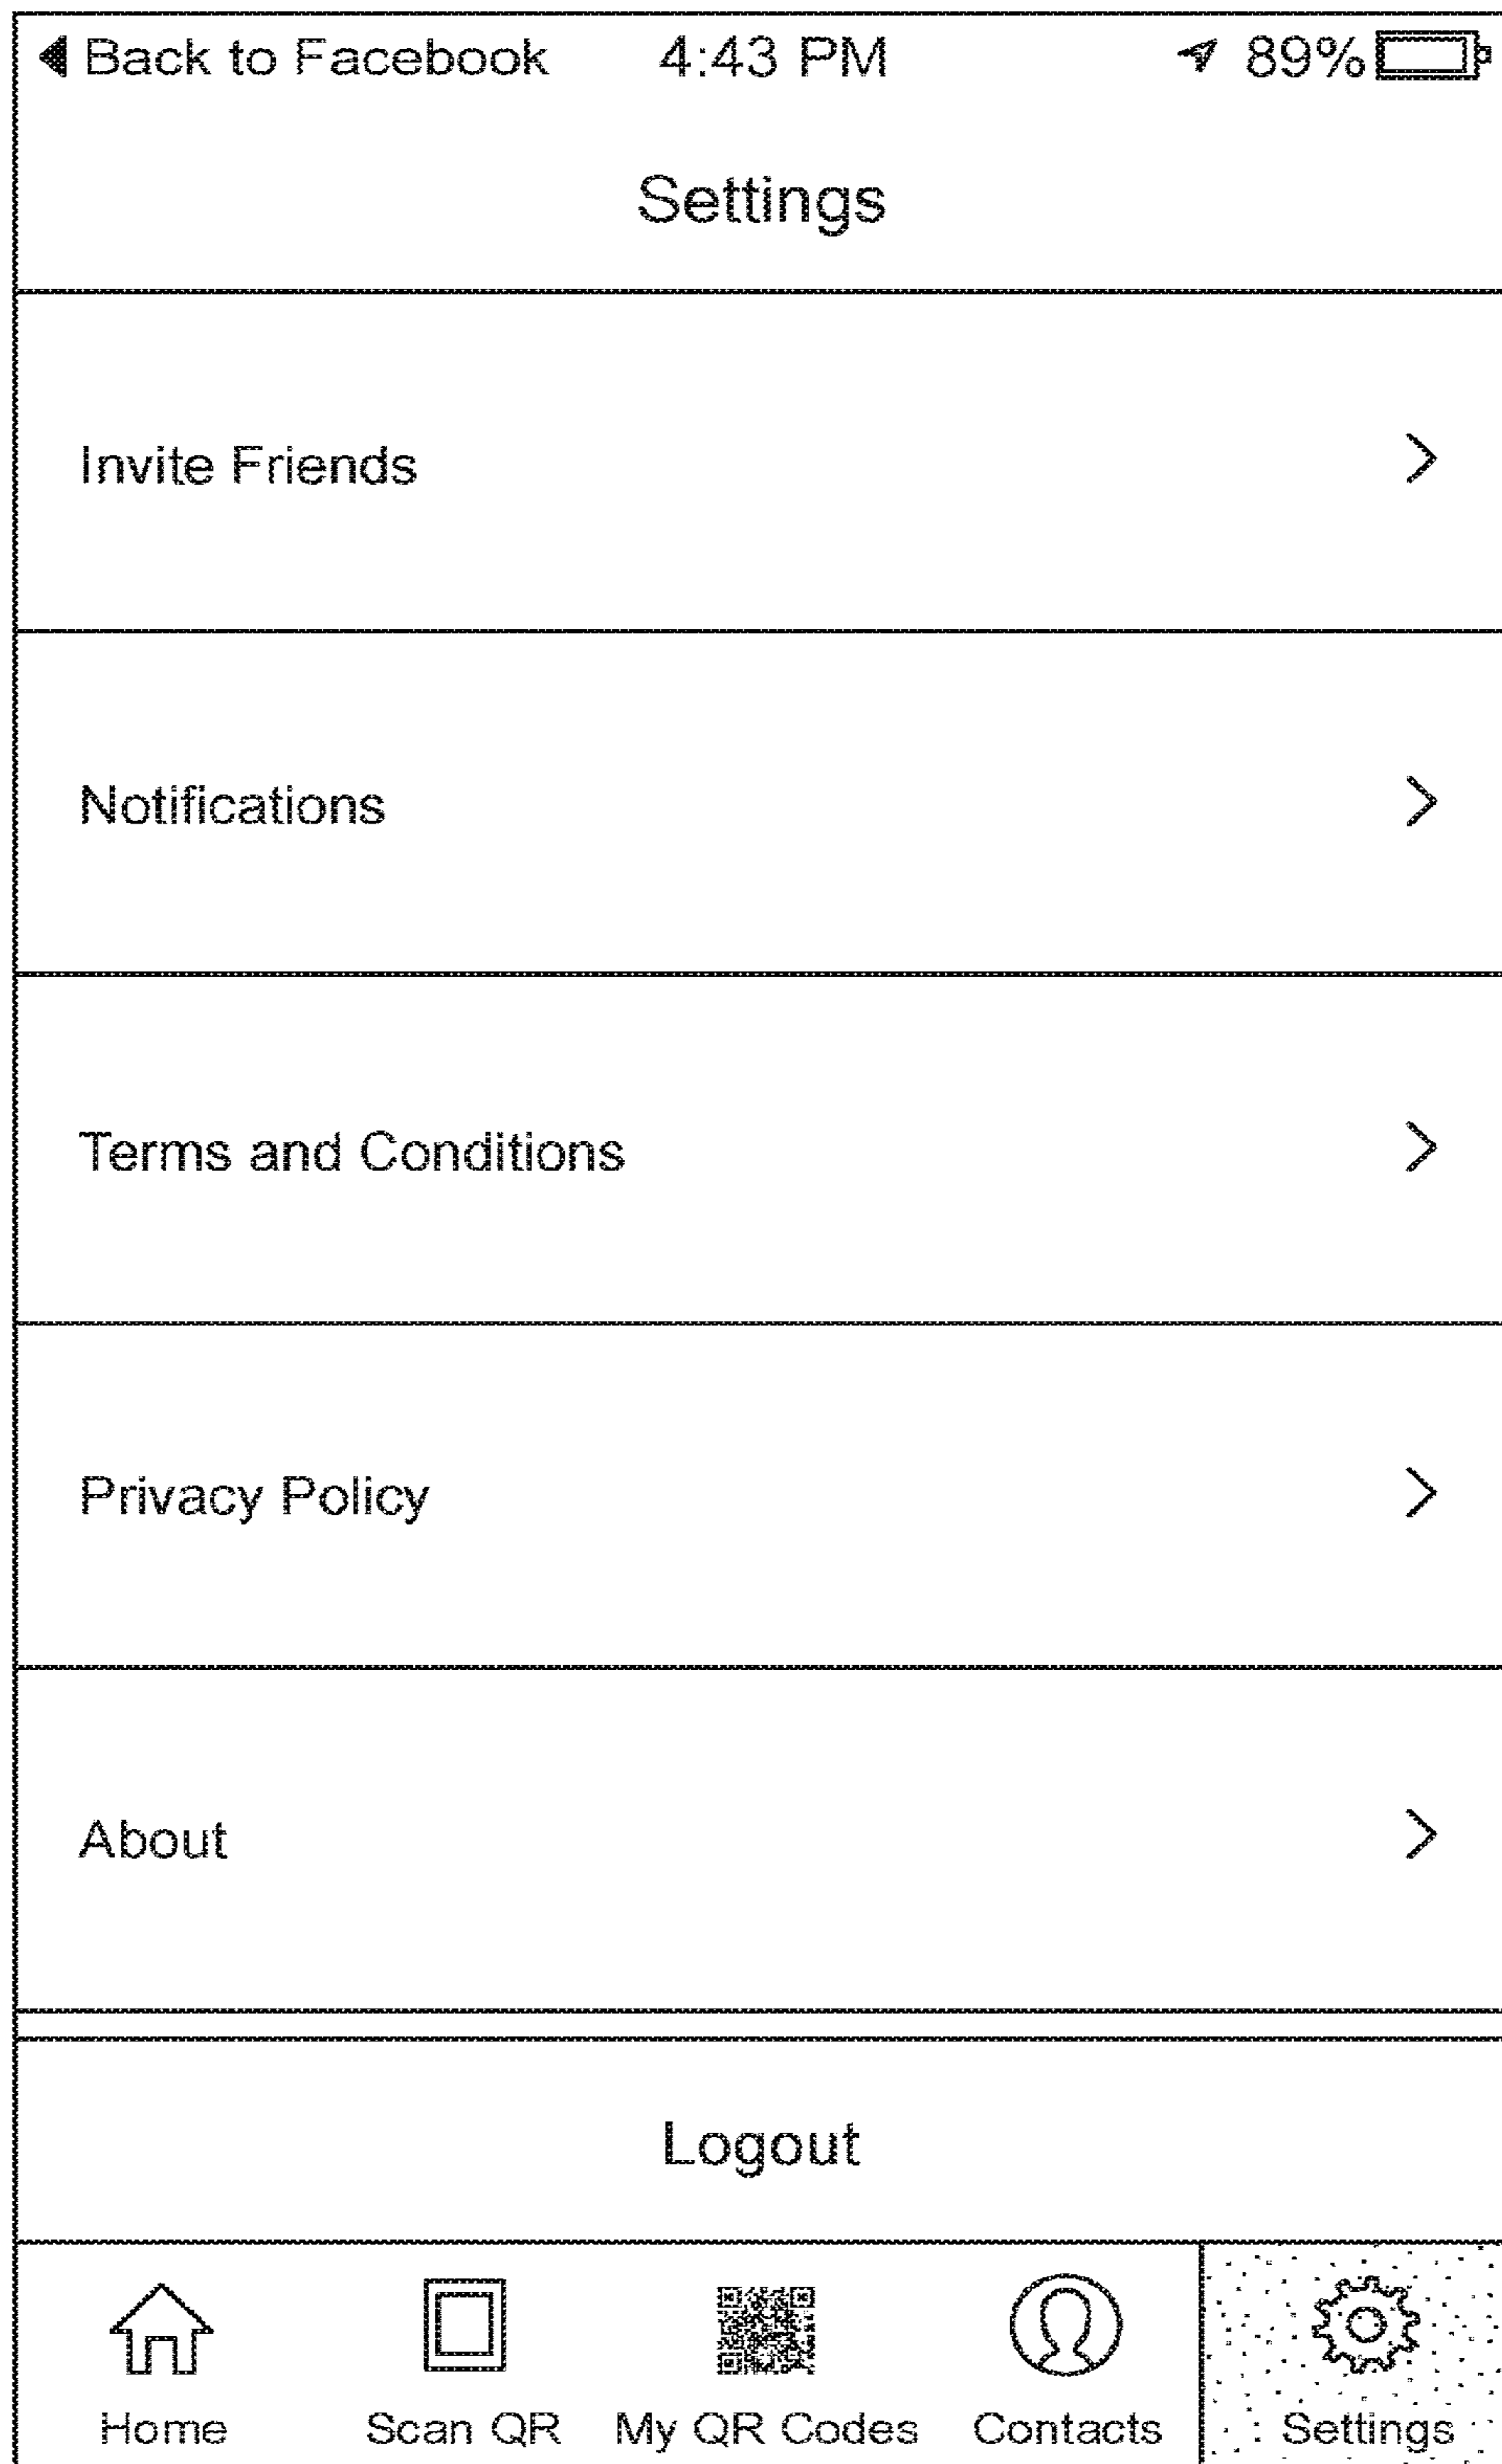 Back to Facebook 4:43 PM 89%
Settings
Invite Friends
Notifications
Terms and Conditions
Privacy Policy
About
Logout
Home Scan QR My QR Codes Contacts Settings